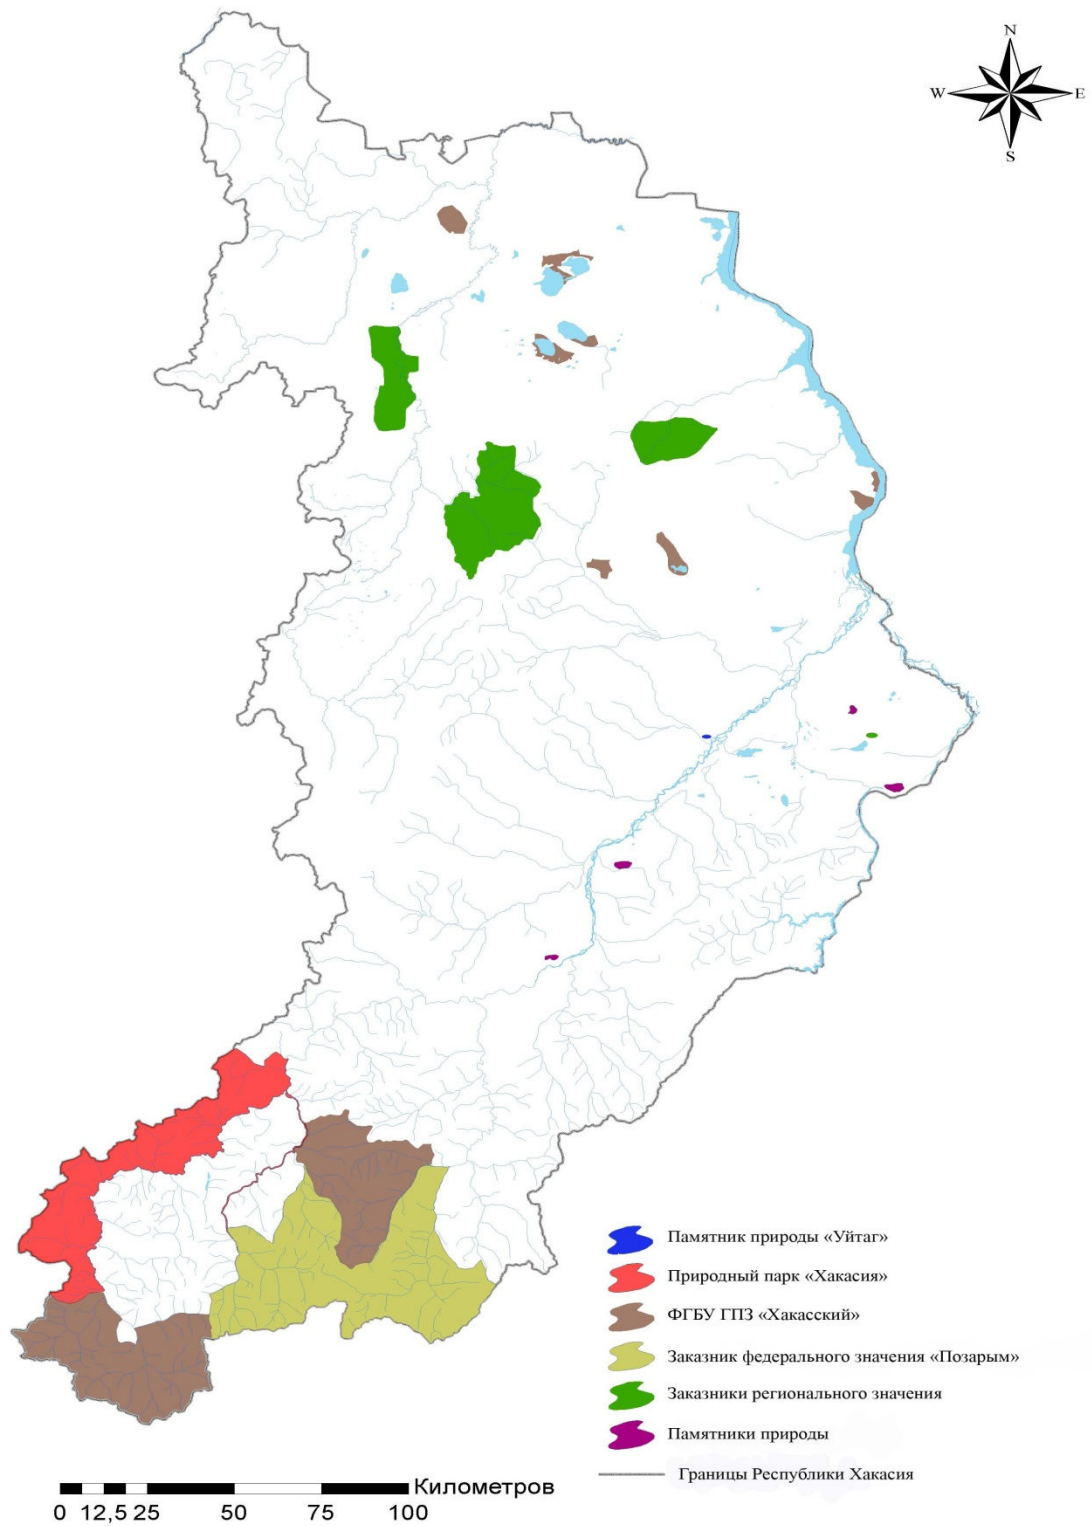 N
W E
S
Памятник природы «Уйтаг»
Природный парк «Хакасия»
ФГБУ ГПЗ «Хакасский»
Заказник федерального значения «Позарым»
Заказники регионального значения
Памятники природы
Границы Республики Хакасия
Километров
0 12,5 25 50 75 100